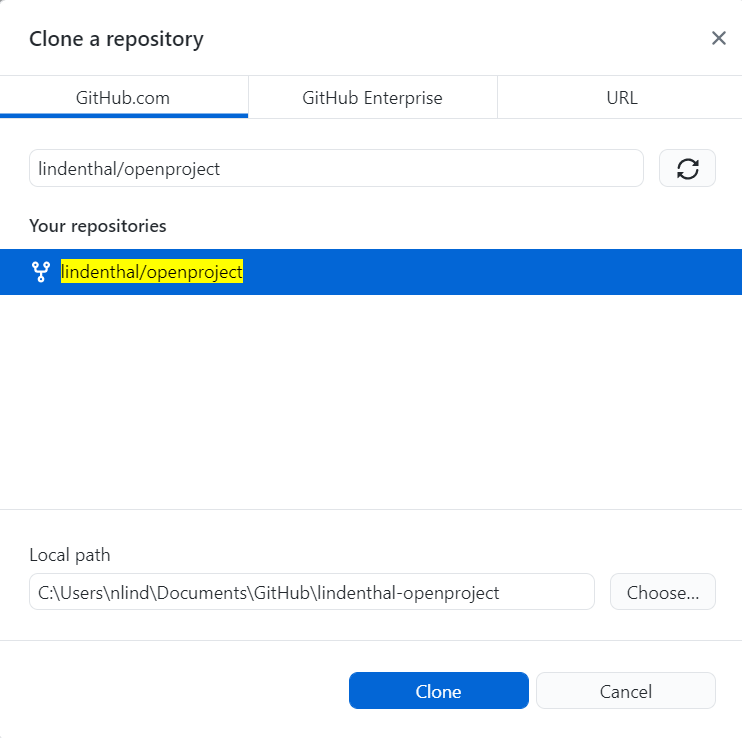 Clone a repository
GitHub.com
GitHub Enterprise
URL
lindenthal/openproject
Your repositories
lindenthal/openproject
Local path
C:\Users\nlind\Documents\GitHub\lindenthal-openproject
Choose...
Clone
Cancel